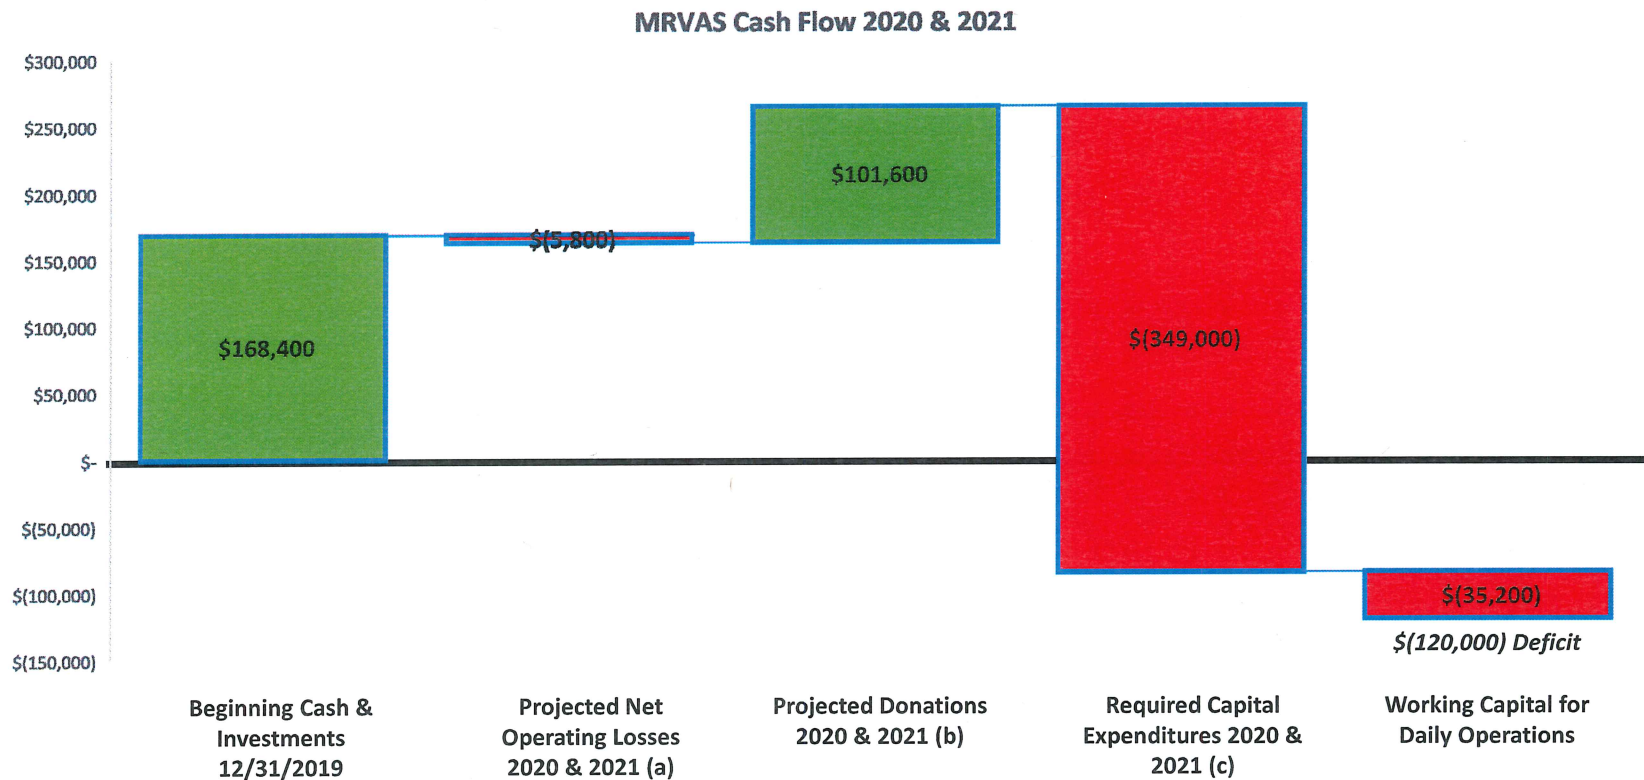 MRVAS Cash Flow 2020 & 2021
$300,000
$250,000
$200,000
$150,000
$100,000
$50,000
$-
$(50,000)
$(100,000)
$(150,000)
$168,400
$(5,800)
$101,600
$(349,000)
$(35,200)
$(120,000) Deficit
Beginning Cash &
Investments
12/31/2019
Projected Net
Operating Losses
2020 & 2021 (a)
Projected Donations
2020 & 2021 (b)
Required Capital
Expenditures 2020 &
2021 (c)
Working Capital for
Daily Operations